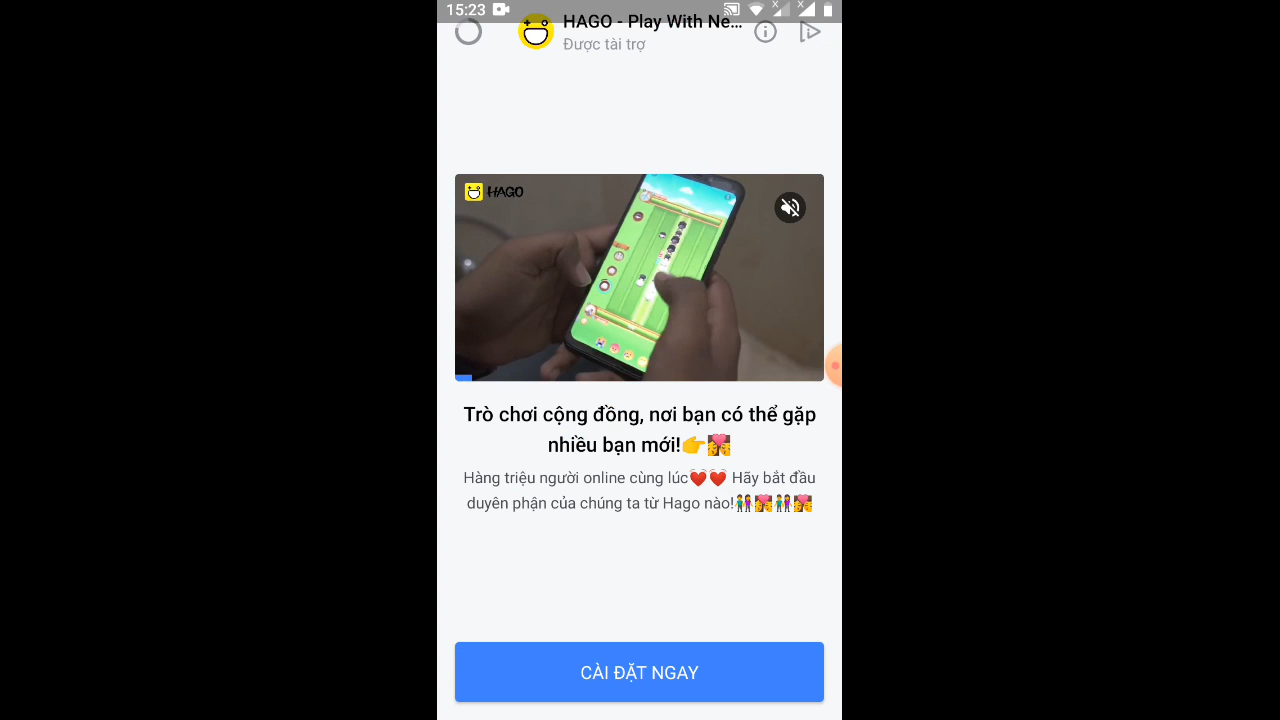 15:23
HAGO - Play With Ne...
Được tài trợ
HAGO
Trò chơi cộng đồng, nơi bạn có thể gặp
nhiều bạn mới!👉💏
Hàng triệu người online cùng lúc💓💓 Hãy bắt đầu
duyên phận của chúng ta từ Hago nào!👫💏👫💏
CÀI ĐẶT NGAY